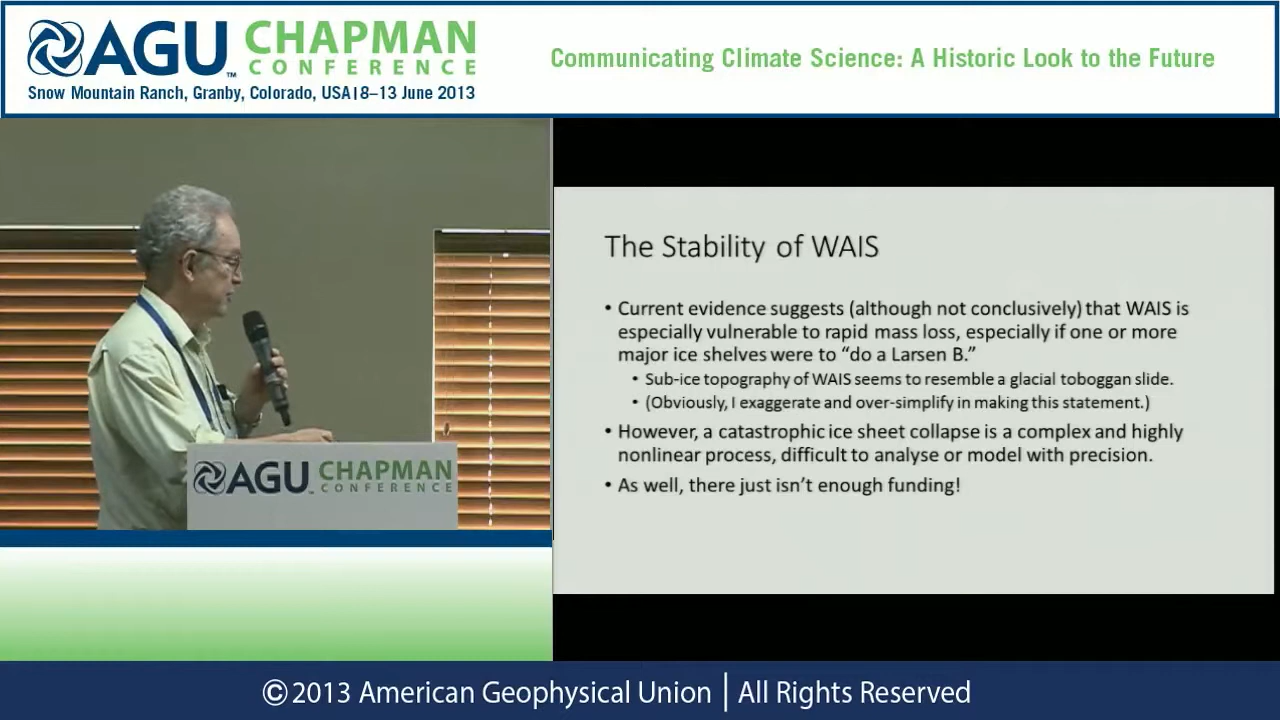 AGU CHAPMAN
CONFERENCE
Snow Mountain Ranch, Granby, Colorado, USA|8–13 June 2013
Communicating Climate Science: A Historic Look to the Future
AGU CHAPMAN
CONFERENCE
The Stability of WAIS
• Current evidence suggests (although not conclusively) that WAIS is
especially vulnerable to rapid mass loss, especially if one or more
major ice shelves were to “do a Larsen B.”
• Sub-ice topography of WAIS seems to resemble a glacial toboggan slide.
• (Obviously, I exaggerate and over-simplify in making this statement.)
• However, a catastrophic ice sheet collapse is a complex and highly
nonlinear process, difficult to analyse or model with precision.
• As well, there just isn’t enough funding!
©2013 American Geophysical Union | All Rights Reserved